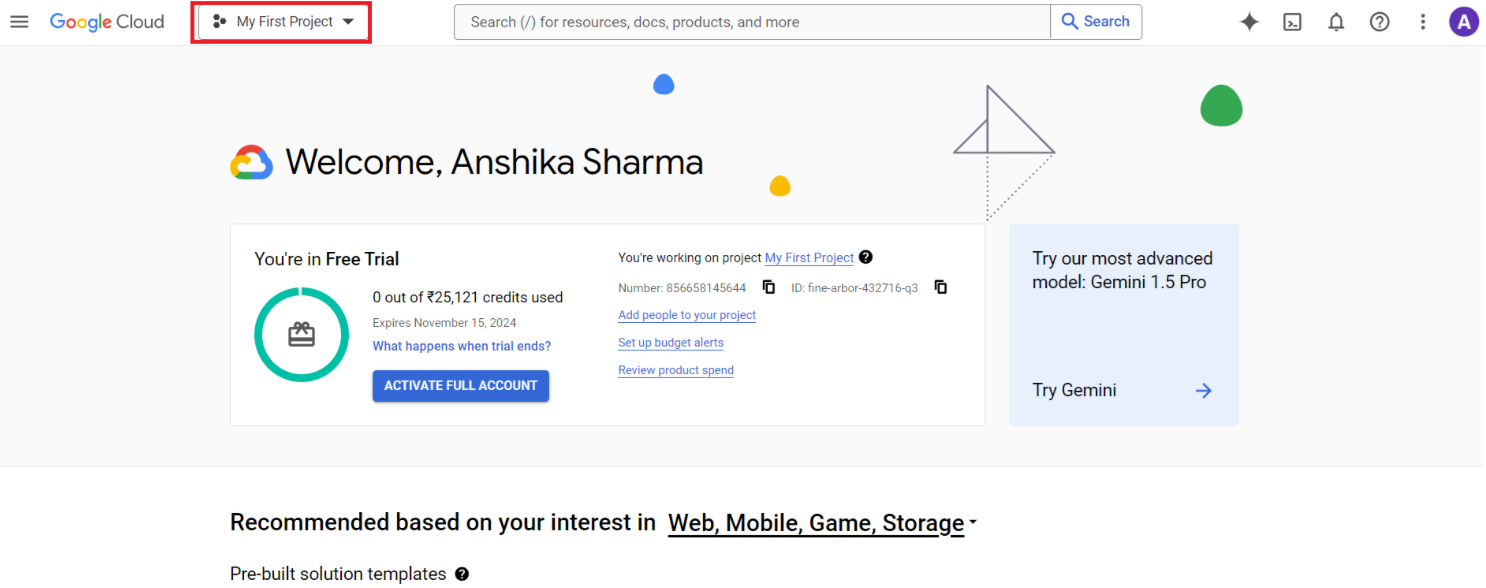 Google Cloud My First Project Search (/) for resources, docs, products, and more Search A
Welcome, Anshika Sharma
You're in Free Trial
0 out of ₹25,121 credits used
Expires November 15, 2024
What happens when trial ends?
ACTIVATE FULL ACCOUNT
You're working on project My First Project
Number: 856658145644 ID: fine-arbor-432716-q3
Add people to your project
Set up budget alerts
Review product spend
Try our most advanced
model: Gemini 1.5 Pro
Try Gemini
Recommended based on your interest in Web, Mobile, Game, Storage
Pre-built solution templates